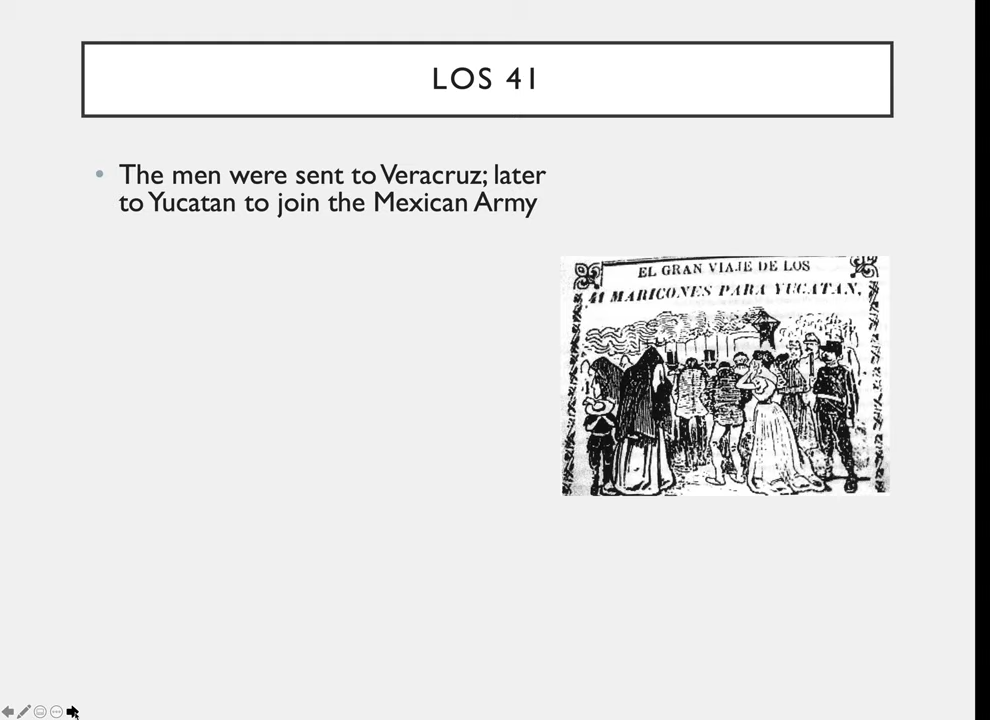 LOS 41
• The men were sent to Veracruz; later
to Yucatan to join the Mexican Army
EL GRAN VIAJE DE LOS
41 MARICONES PARA YUCATAN,